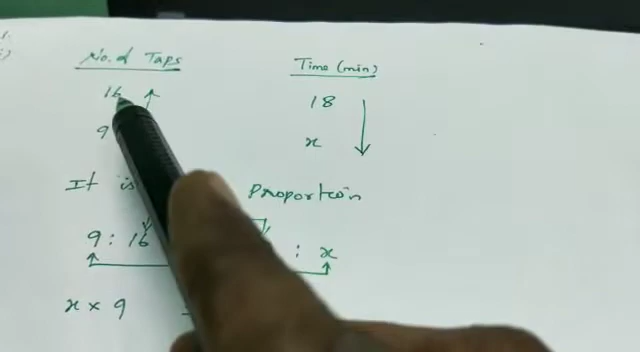 No. of Taps Time (min)
16 18
9 x
It is Proportion
9 : 16 : x
x × 9